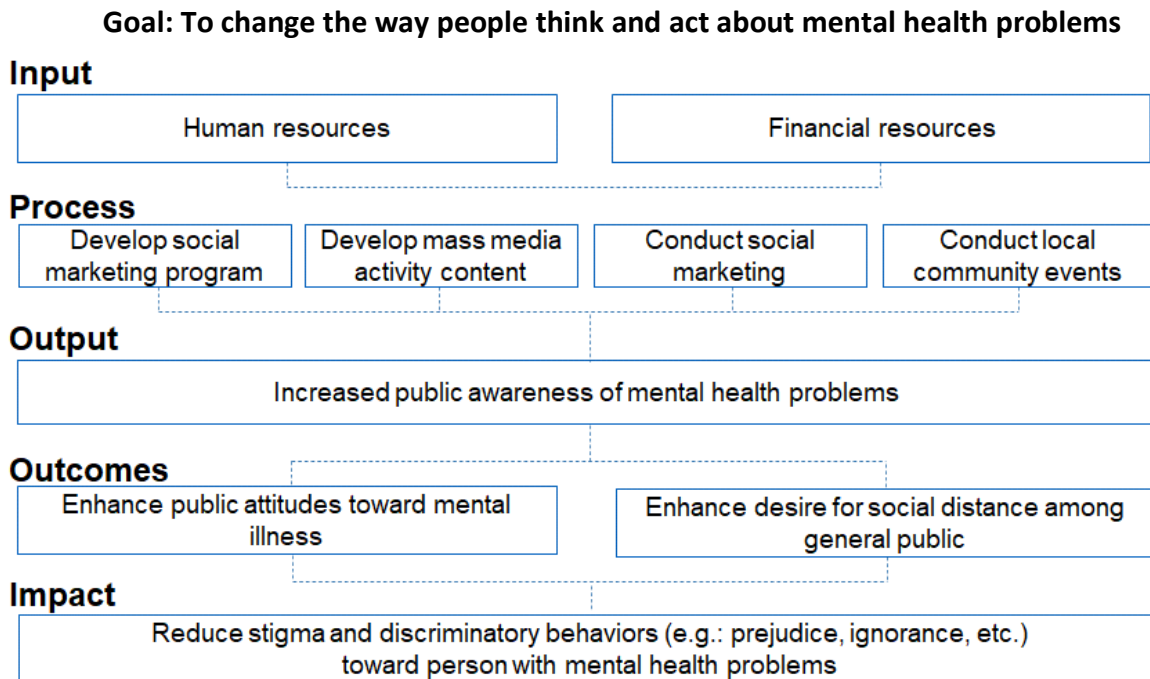 Goal: To change the way people think and act about mental health problems
Input
Human resources
Financial resources
Process
Develop social
marketing program
Develop mass media
activity content
Conduct social
marketing
Conduct local
community events
Output
Increased public awareness of mental health problems
Outcomes
Enhance public attitudes toward mental
illness
Enhance desire for social distance among
general public
Impact
Reduce stigma and discriminatory behaviors (e.g.: prejudice, ignorance, etc.)
toward person with mental health problems